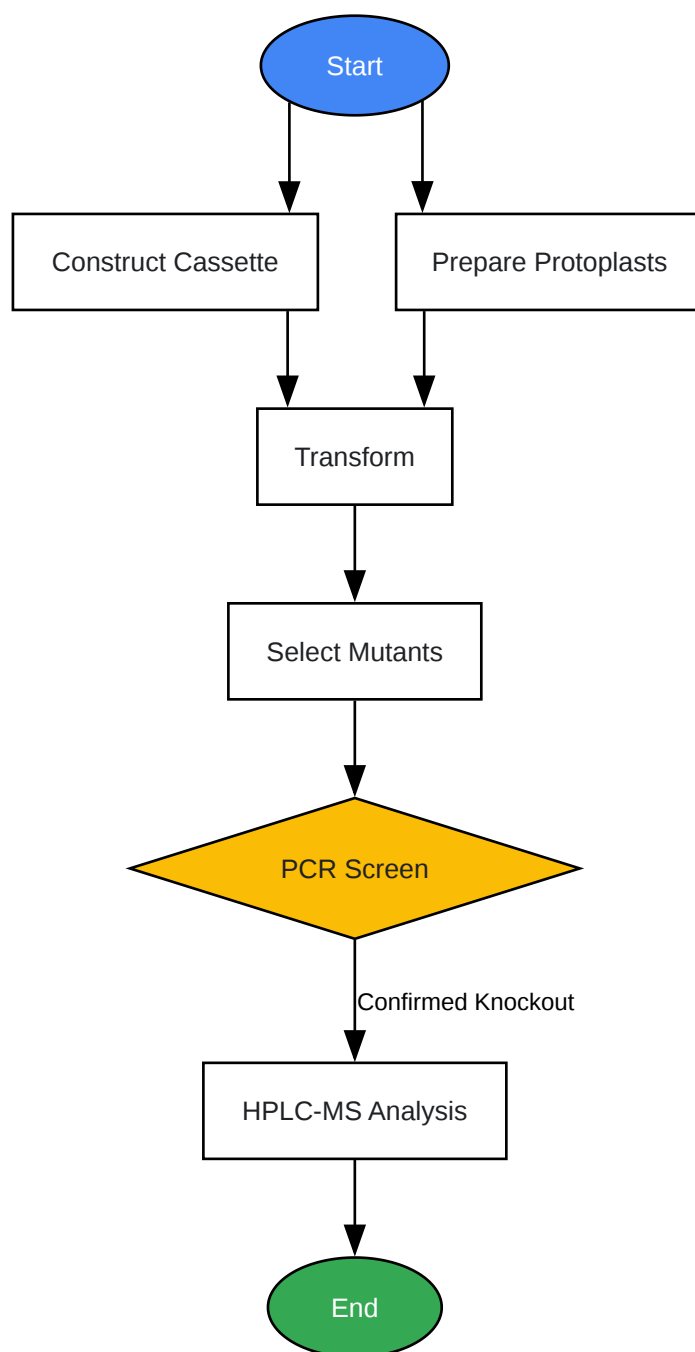 Start
Construct Cassette
Prepare Protoplasts
Transform
Select Mutants
PCR Screen
Confirmed Knockout
HPLC-MS Analysis
End